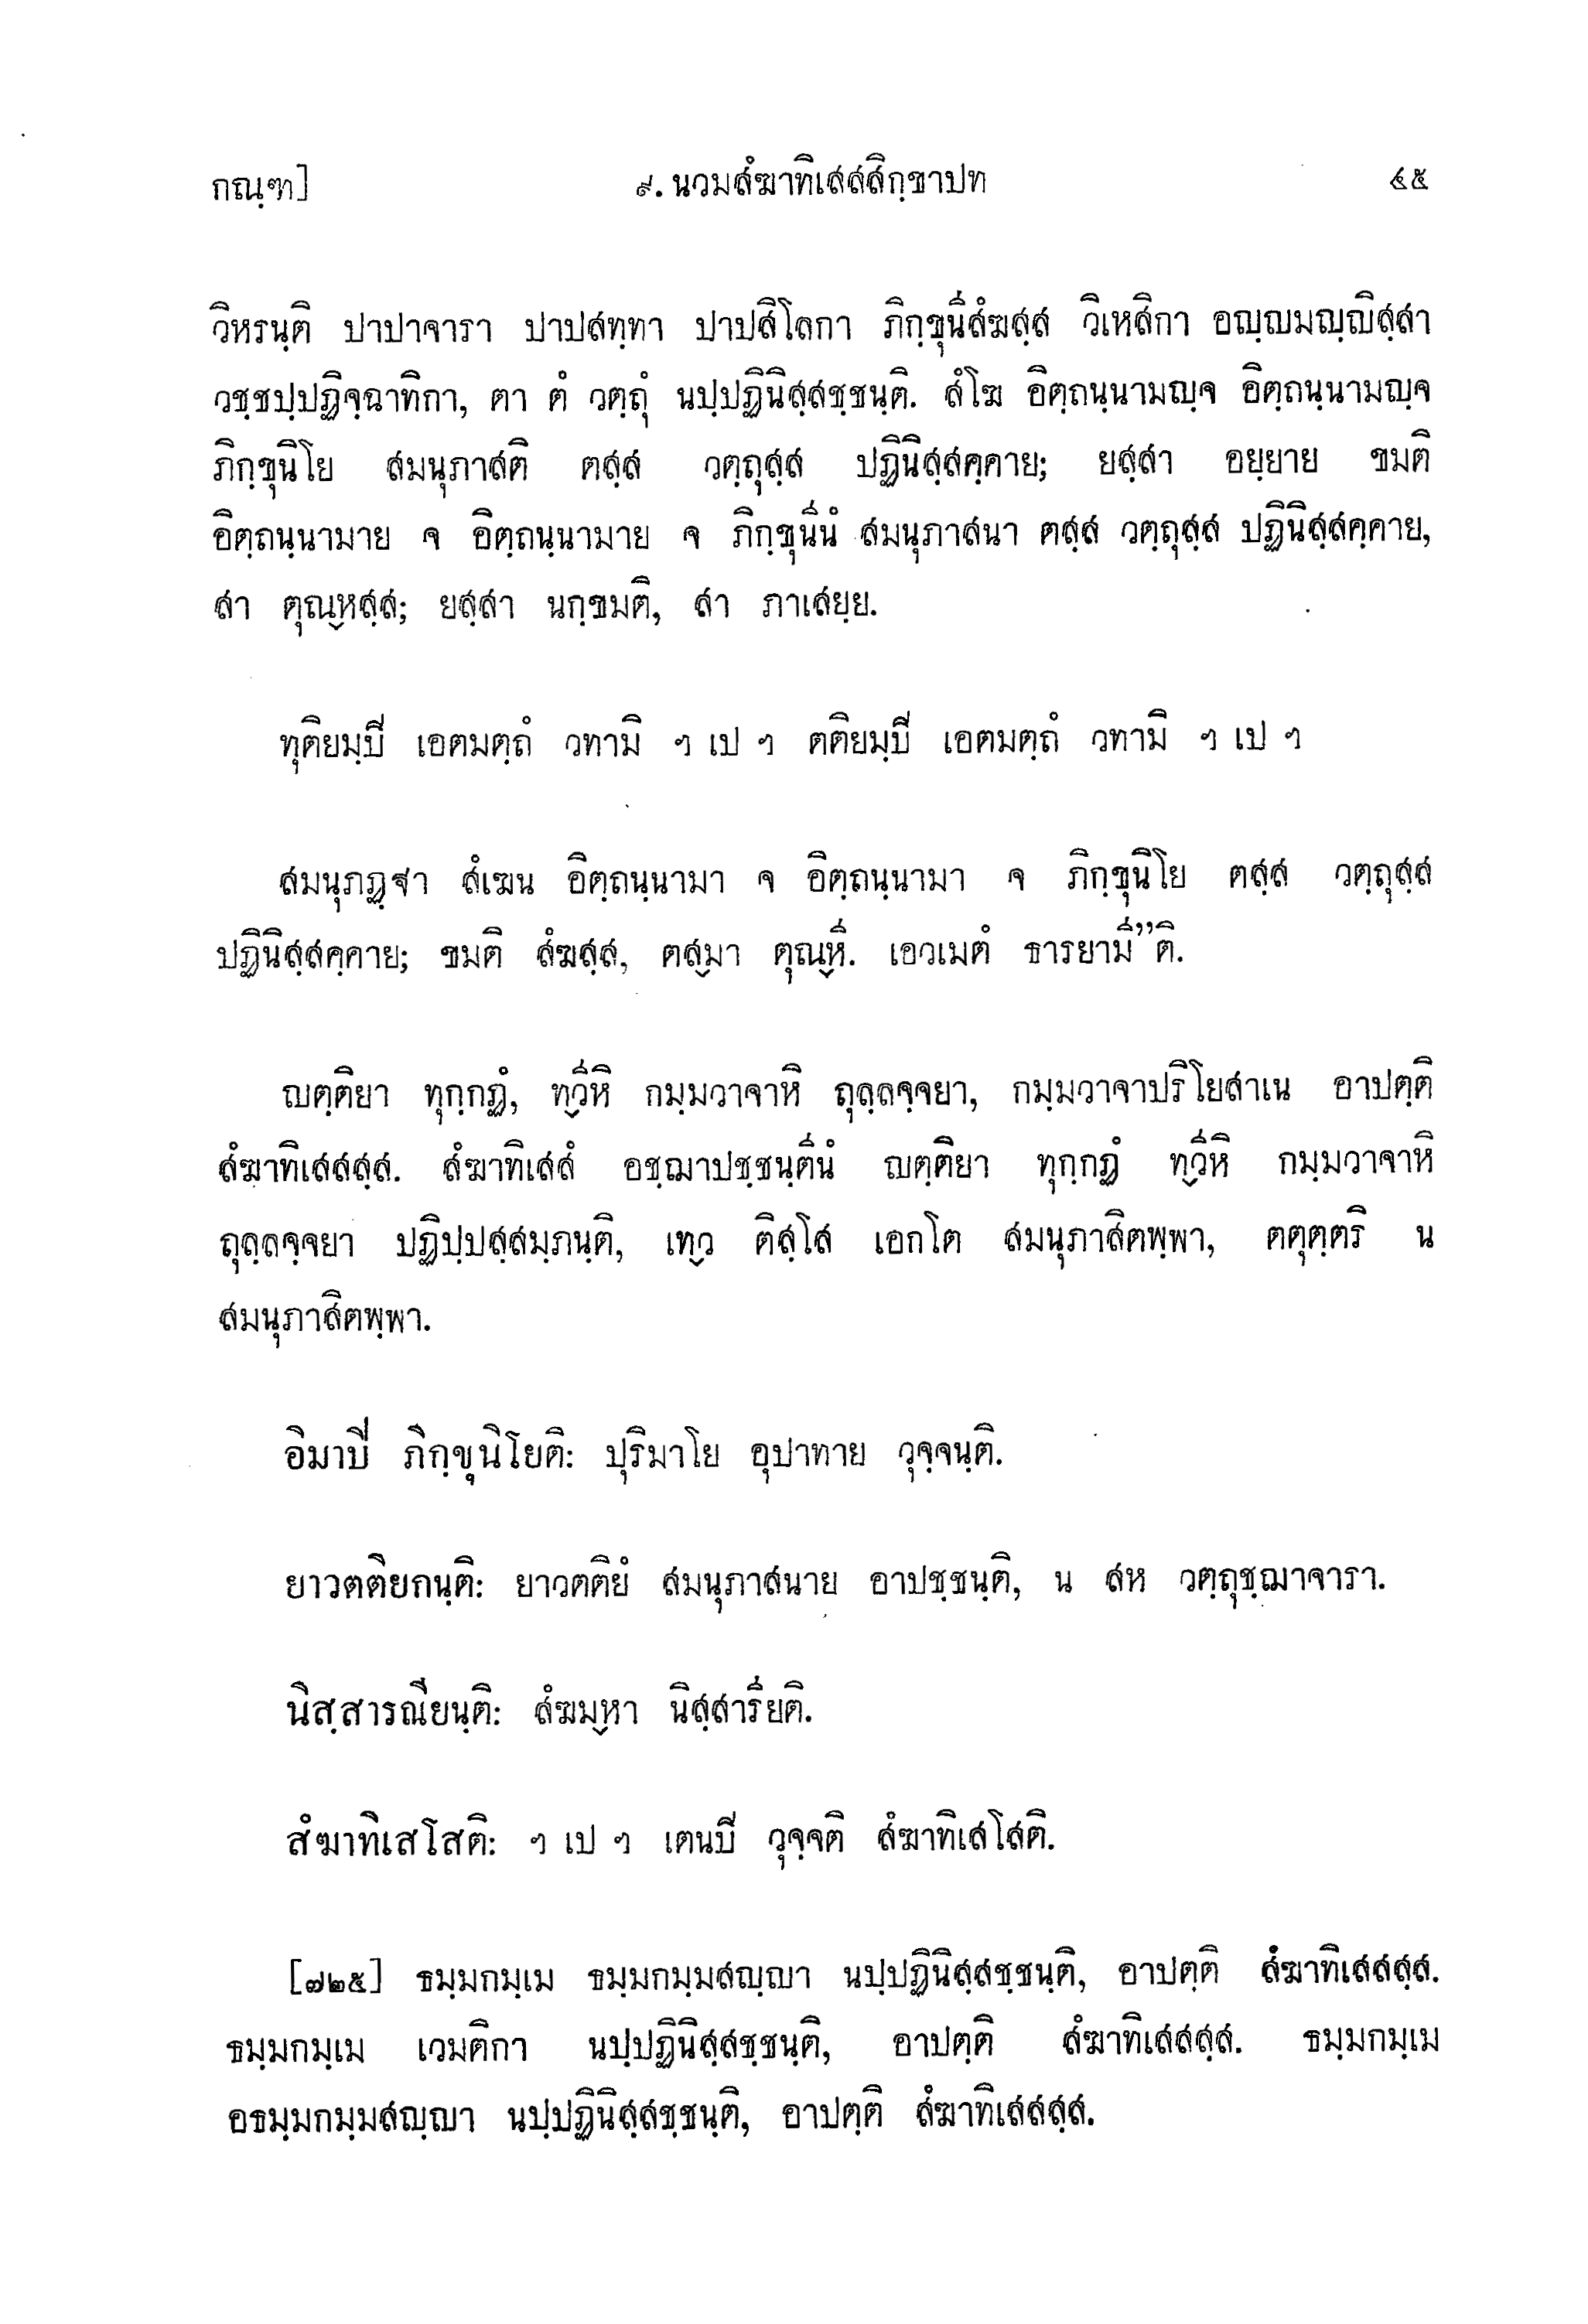 กณฺฑ]
๙. นวมสํฆาทิเสสสิกฺขาปท
๔๕
วิหรนฺติ ปาปาจารา ปาปสทฺทา ปาปสิโลกา ภิกฺขุนีสํฆสฺส วิเหสิกา อญฺญมญฺญิสฺสา
วชฺชปฺปฏิจฺฉาทิกา, ตา ตํ วตฺถุํ นปฺปฏินิสฺสชฺชนฺติ. สํโฆ อิตฺถนฺนามญฺจ อิตฺถนฺนามญฺจ
ภิกฺขุนิโย สมนุภาสติ ตสฺส วตฺถุสฺส ปฏินิสฺสคฺคาย; ยสฺสา อยฺยาย ขมติ
อิตฺถนฺนามาย จ อิตฺถนฺนามาย จ ภิกฺขุนีนํ สมนุภาสนา ตสฺส วตฺถุสฺส ปฏินิสฺสคฺคาย,
สา ตุณฺหสฺส; ยสฺสา นกฺขมติ, สา ภาเสยฺย.
ทุติยมฺปี เอตมตฺถํ วทามิ ฯ เป ฯ ตติยมฺปี เอตมตฺถํ วทามิ ฯ เป ฯ
สมนุภฏฺฐา สํเฆน อิตฺถนฺนามา จ อิตฺถนฺนามา จ ภิกฺขุนิโย ตสฺส วตฺถุสฺส
ปฏินิสฺสคฺคาย; ขมติ สํฆสฺส, ตสฺมา ตุณฺหี. เอวเมตํ ธารยามี”ติ.
ญตฺติยา ทุกฺกฏํ, ทฺวีหิ กมฺมวาจาหิ ถุลฺลจฺจยา, กมฺมวาจาปริโยสาเน อาปตฺติ
สํฆาทิเสสสฺส. สํฆาทิเสสํ อชฺฌาปชฺชนฺตีนํ ญตฺติยา ทุกฺกฏํ ทฺวีหิ กมฺมวาจาหิ
ถุลฺลจฺจยา ปฏิปฺปสฺสมฺภนฺติ, เทฺว ติสฺโส เอกโต สมนุภาสิตพฺพา, ตตุตฺตริ น
สมนุภาสิตพฺพา.
อิมาปี ภิกฺขุนิโยติ: ปุริมาโย อุปาทาย วุจฺจนฺติ.
ยาวตติยกนฺติ: ยาวตติยํ สมนุภาสนาย อาปชฺชนฺติ, น สห วตฺถุชฺฌาจารา.
นิสฺสารณียนฺติ: สํฆมฺหา นิสฺสารียติ.
สํฆาทิเสโสติ: ฯ เป ฯ เตนปี วุจฺจติ สํฆาทิเสโสติ.
[๗๒๕] ธมฺมกมฺเม ธมฺมกมฺมสญฺญา นปฺปฏินิสฺสชฺชนฺติ, อาปตฺติ สํฆาทิเสสสฺส.
ธมฺมกมฺเม เวมติกา นปฺปฏินิสฺสชฺชนฺติ, อาปตฺติ สํฆาทิเสสสฺส. ธมฺมกมฺเม
อธมฺมกมฺมสญฺญา นปฺปฏินิสฺสชฺชนฺติ, อาปตฺติ สํฆาทิเสสสฺส.